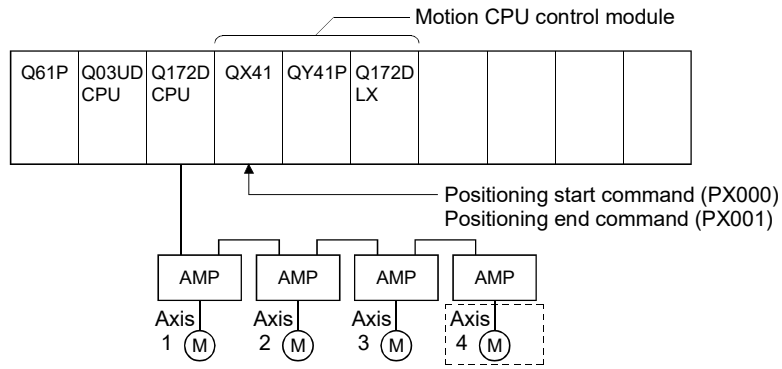 Motion CPU control module
Q61P
Q03UD
CPU
Q172D
CPU
QX41
QY41P
Q172D
LX
Positioning start command (PX000)
Positioning end command (PX001)
AMP
AMP
AMP
AMP
Axis
1
M
Axis
2
M
Axis
3
M
Axis
4
M